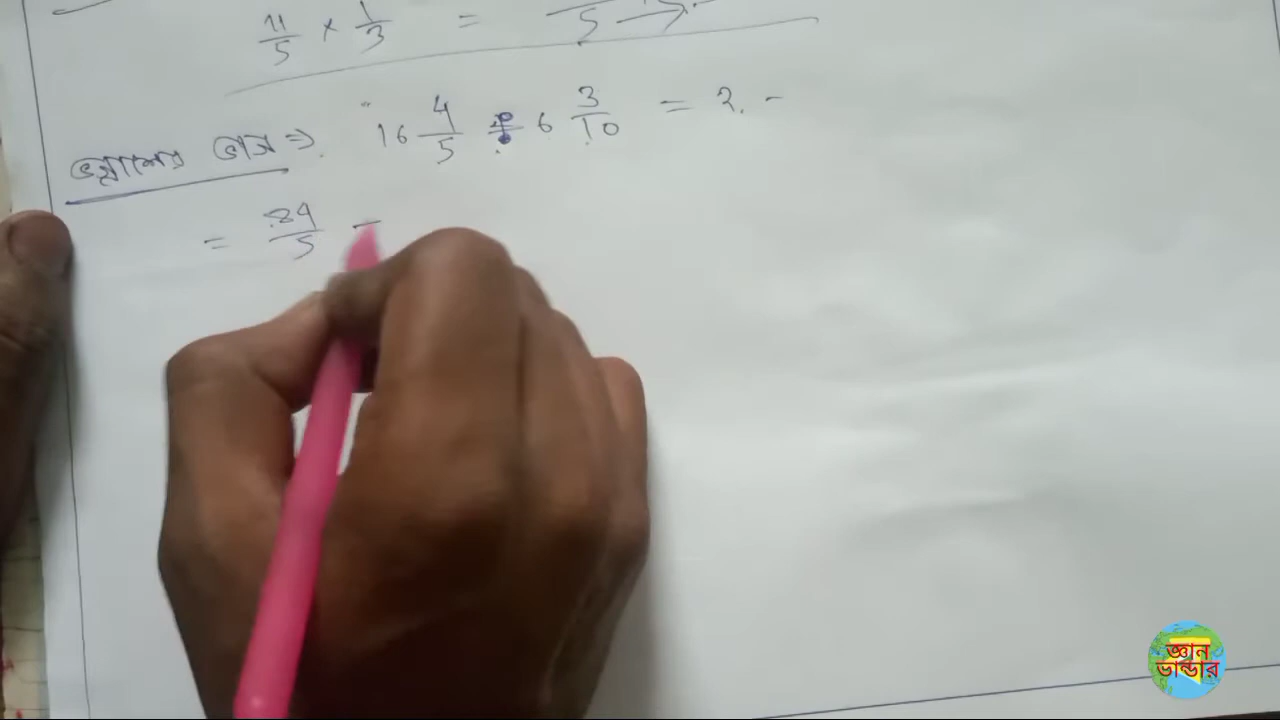 11/5 × 1/3 =
ভগ্নাংশের ভাগ ⇒ 16 4/5 ÷ 6 3/10 = ?
= 84/5 -
জ্ঞান
ভান্ডার